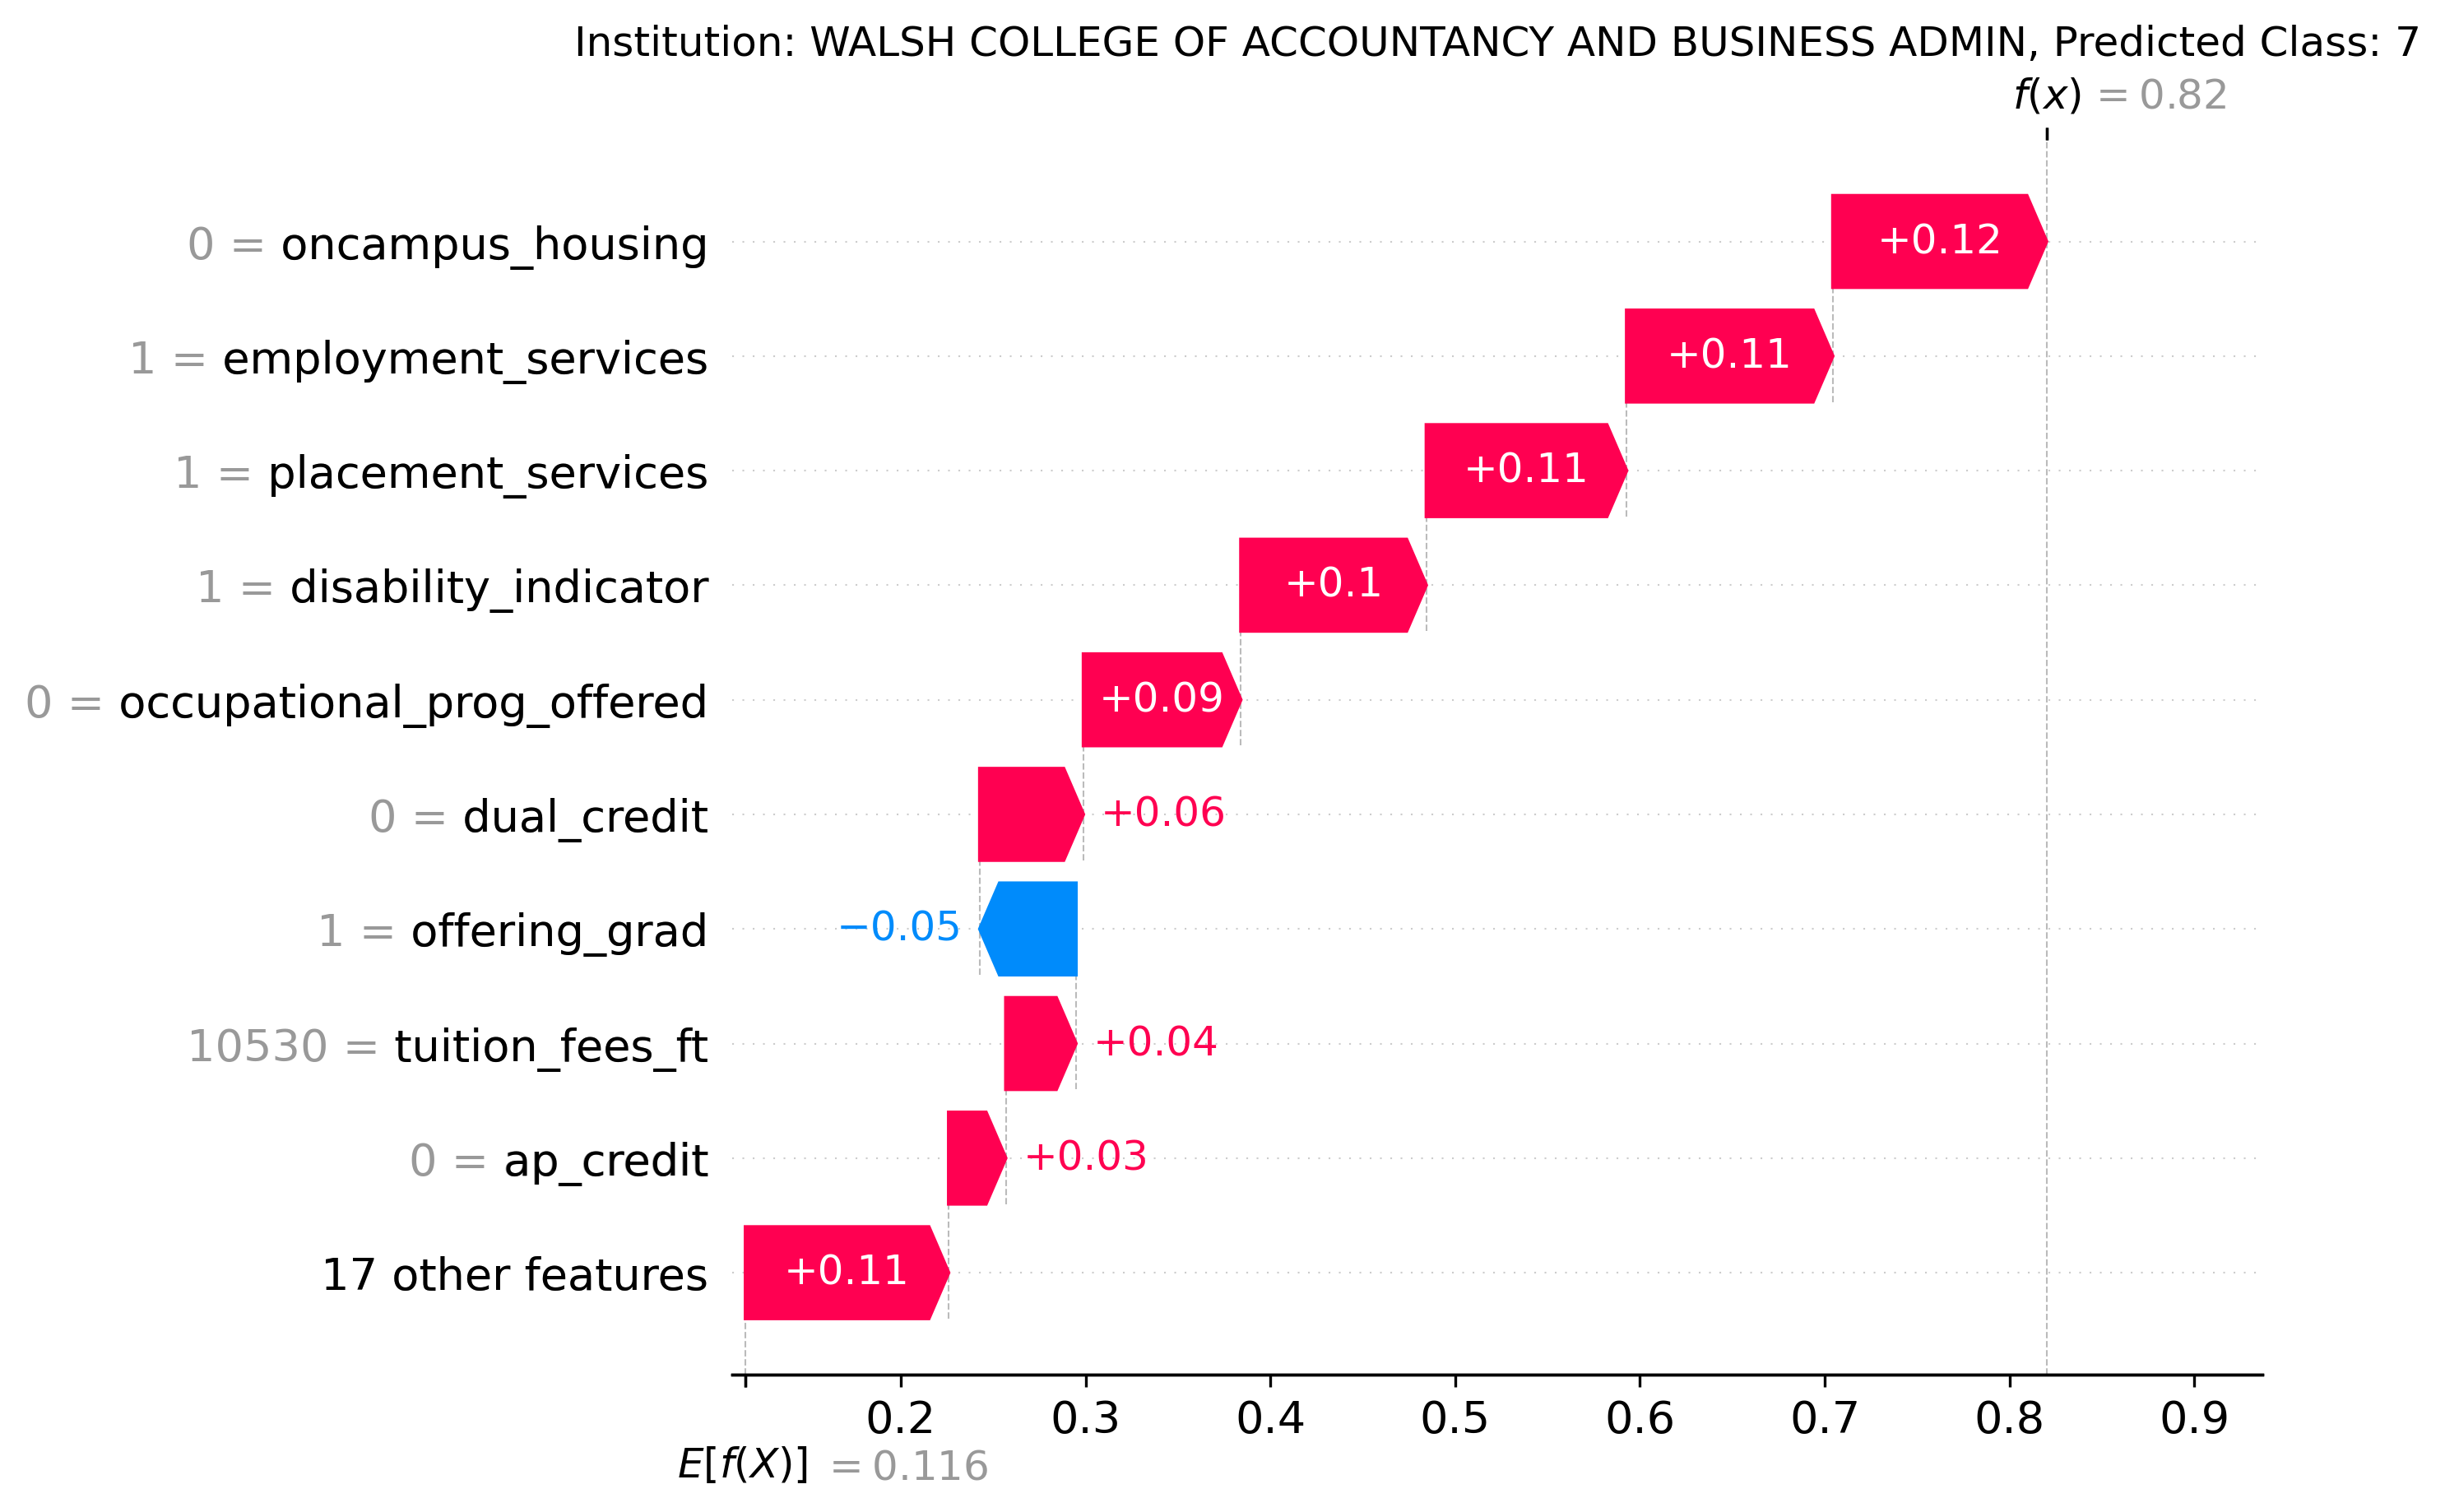 Institution: WALSH COLLEGE OF ACCOUNTANCY AND BUSINESS ADMIN, Predicted Class: 7
f(x) = 0.82
0 = oncampus_housing +0.12
1 = employment_services +0.11
1 = placement_services +0.11
1 = disability_indicator +0.1
0 = occupational_prog_offered +0.09
0 = dual_credit +0.06
1 = offering_grad −0.05
10530 = tuition_fees_ft +0.04
0 = ap_credit +0.03
17 other features +0.11
0.2 0.3 0.4 0.5 0.6 0.7 0.8 0.9
E[f(X)] = 0.116